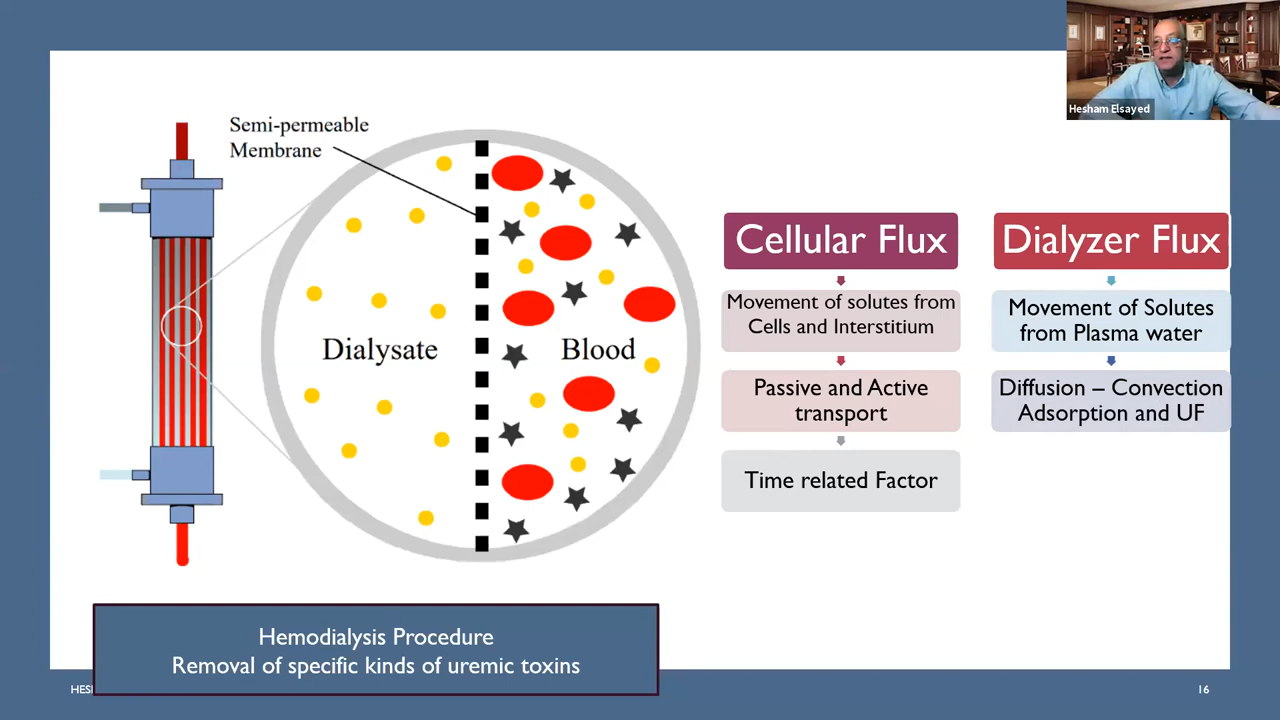 Hesham Elsayed
Semi-permeable
Membrane
Dialysate
Blood
Cellular Flux
Movement of solutes from
Cells and Interstitium
Passive and Active
transport
Time related Factor
Dialyzer Flux
Movement of Solutes
from Plasma water
Diffusion – Convection
Adsorption and UF
Hemodialysis Procedure
Removal of specific kinds of uremic toxins
16